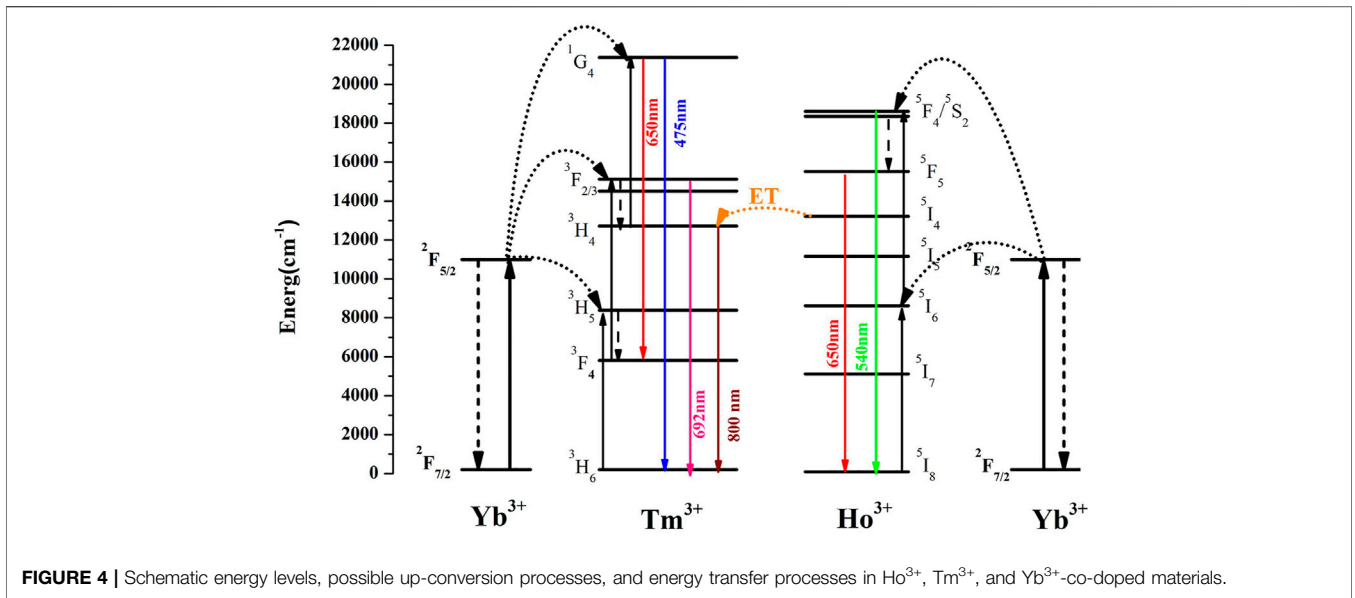 Energ(cm⁻¹)
22000
20000
18000
16000
14000
12000
10000
8000
6000
4000
2000
0
²F₅/₂
²F₇/₂
Yb³⁺
¹G₄
³F₂/₃
³H₄
³H₅
³F₄
³H₆
650nm
475nm
692nm
800 nm
Tm³⁺
ET
⁵F₄/⁵S₂
⁵F₅
⁵I₄
⁵I₅
⁵I₆
⁵I₇
⁵I₈
650nm
540nm
Ho³⁺
²F₅/₂
²F₇/₂
Yb³⁺
FIGURE 4 | Schematic energy levels, possible up-conversion processes, and energy transfer processes in Ho³⁺, Tm³⁺, and Yb³⁺-co-doped materials.